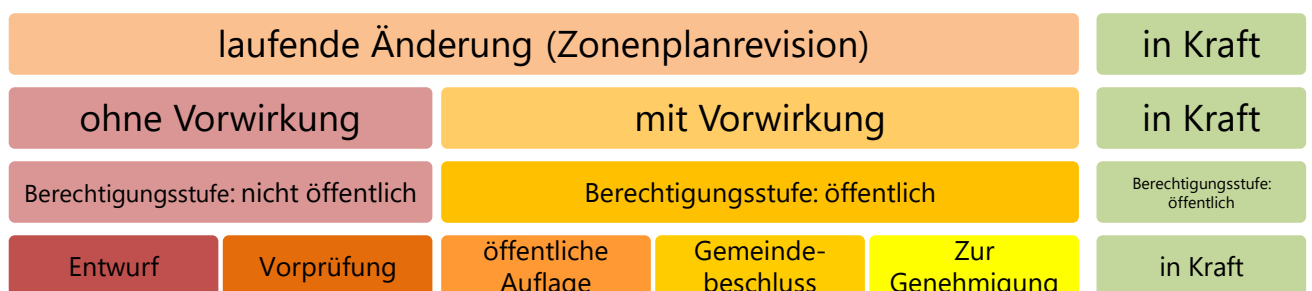 laufende Änderung (Zonenplanrevision)
in Kraft
ohne Vorwirkung
mit Vorwirkung
in Kraft
Berechtigungsstufe: nicht öffentlich
Berechtigungsstufe: öffentlich
Berechtigungsstufe:
öffentlich
Entwurf
Vorprüfung
öffentliche
Auflage
Gemeinde-
beschluss
Zur
Genehmigung
in Kraft